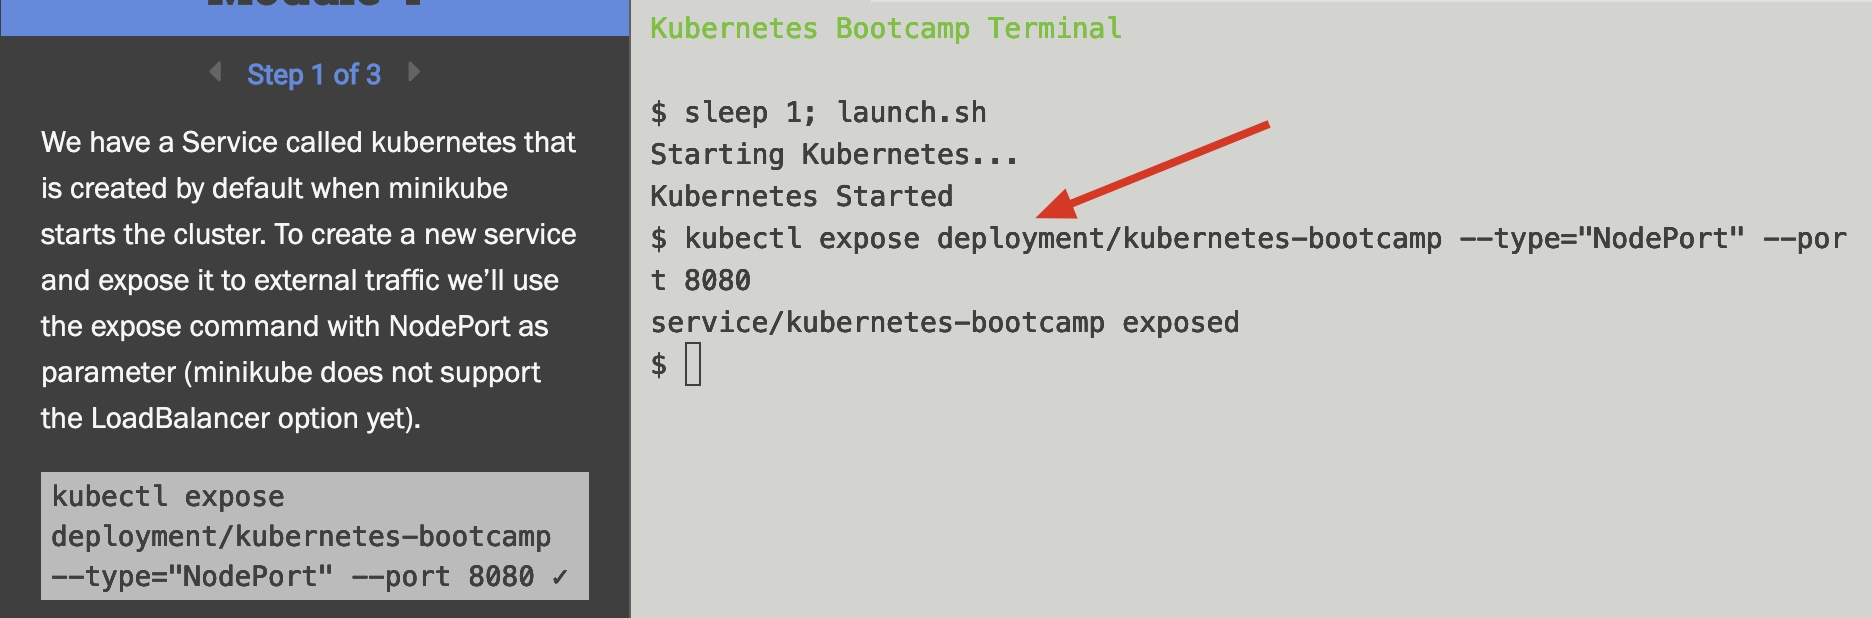 Step 1 of 3
We have a Service called kubernetes that
is created by default when minikube
starts the cluster. To create a new service
and expose it to external traffic we’ll use
the expose command with NodePort as
parameter (minikube does not support
the LoadBalancer option yet).
kubectl expose
deployment/kubernetes-bootcamp
--type="NodePort" --port 8080 ✓
Kubernetes Bootcamp Terminal
$ sleep 1; launch.sh
Starting Kubernetes...
Kubernetes Started
$ kubectl expose deployment/kubernetes-bootcamp --type="NodePort" --por
t 8080
service/kubernetes-bootcamp exposed
$